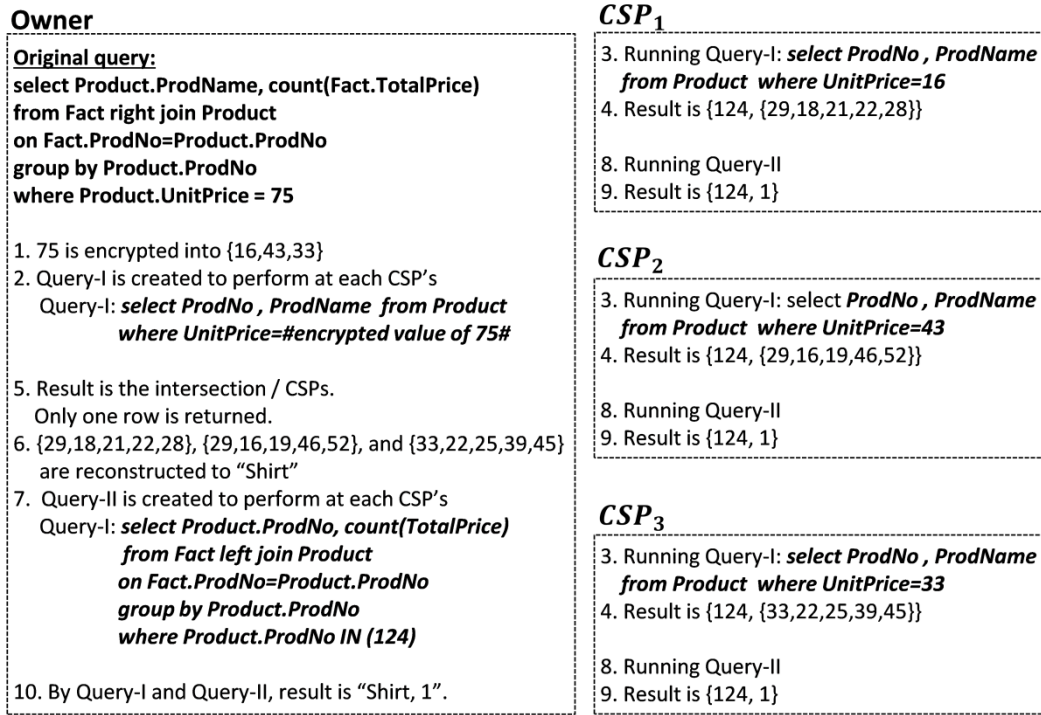 Owner
Original query:
select Product.ProdName, count(Fact.TotalPrice)
from Fact right join Product
on Fact.ProdNo=Product.ProdNo
group by Product.ProdNo
where Product.UnitPrice = 75
1. 75 is encrypted into {16,43,33}
2. Query-I is created to perform at each CSP’s
Query-I: select ProdNo , ProdName from Product
where UnitPrice=#encrypted value of 75#
5. Result is the intersection / CSPs.
Only one row is returned.
6. {29,18,21,22,28}, {29,16,19,46,52}, and {33,22,25,39,45}
are reconstructed to “Shirt”
7. Query-II is created to perform at each CSP’s
Query-I: select Product.ProdNo, count(TotalPrice)
from Fact left join Product
on Fact.ProdNo=Product.ProdNo
group by Product.ProdNo
where Product.ProdNo IN (124)
10. By Query-I and Query-II, result is “Shirt, 1”.
CSP1
3. Running Query-I: select ProdNo , ProdName
from Product where UnitPrice=16
4. Result is {124, {29,18,21,22,28}}
8. Running Query-II
9. Result is {124, 1}
CSP2
3. Running Query-I: select ProdNo , ProdName
from Product where UnitPrice=43
4. Result is {124, {29,16,19,46,52}}
8. Running Query-II
9. Result is {124, 1}
CSP3
3. Running Query-I: select ProdNo , ProdName
from Product where UnitPrice=33
4. Result is {124, {33,22,25,39,45}}
8. Running Query-II
9. Result is {124, 1}